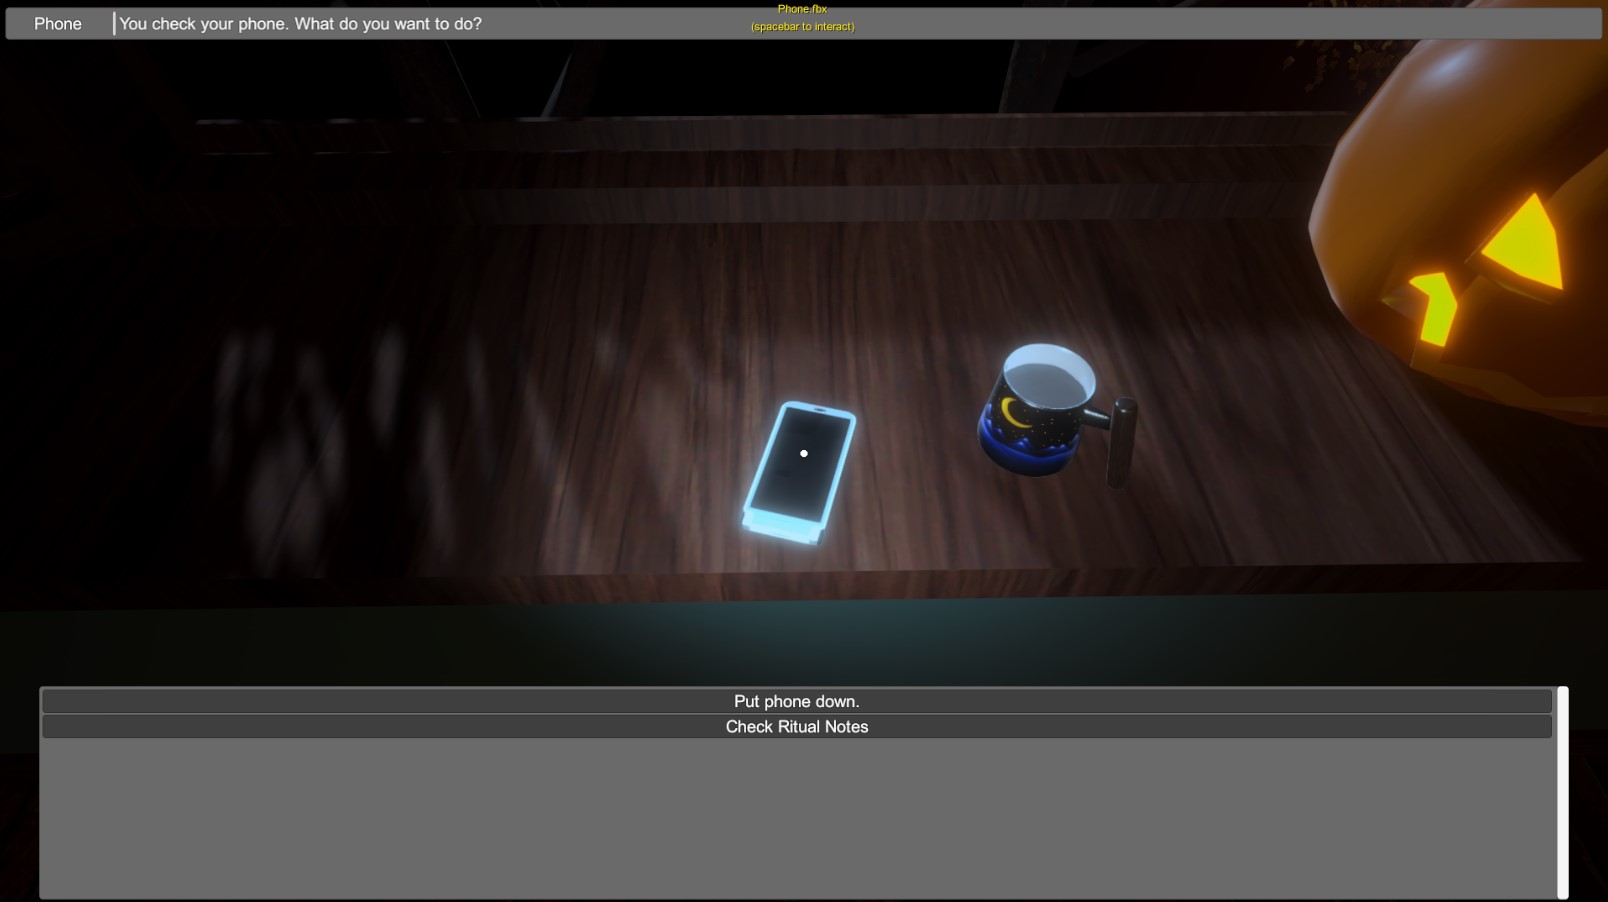 Phone.fbx
Phone You check your phone. What do you want to do?
(spacebar to interact)
Put phone down.
Check Ritual Notes